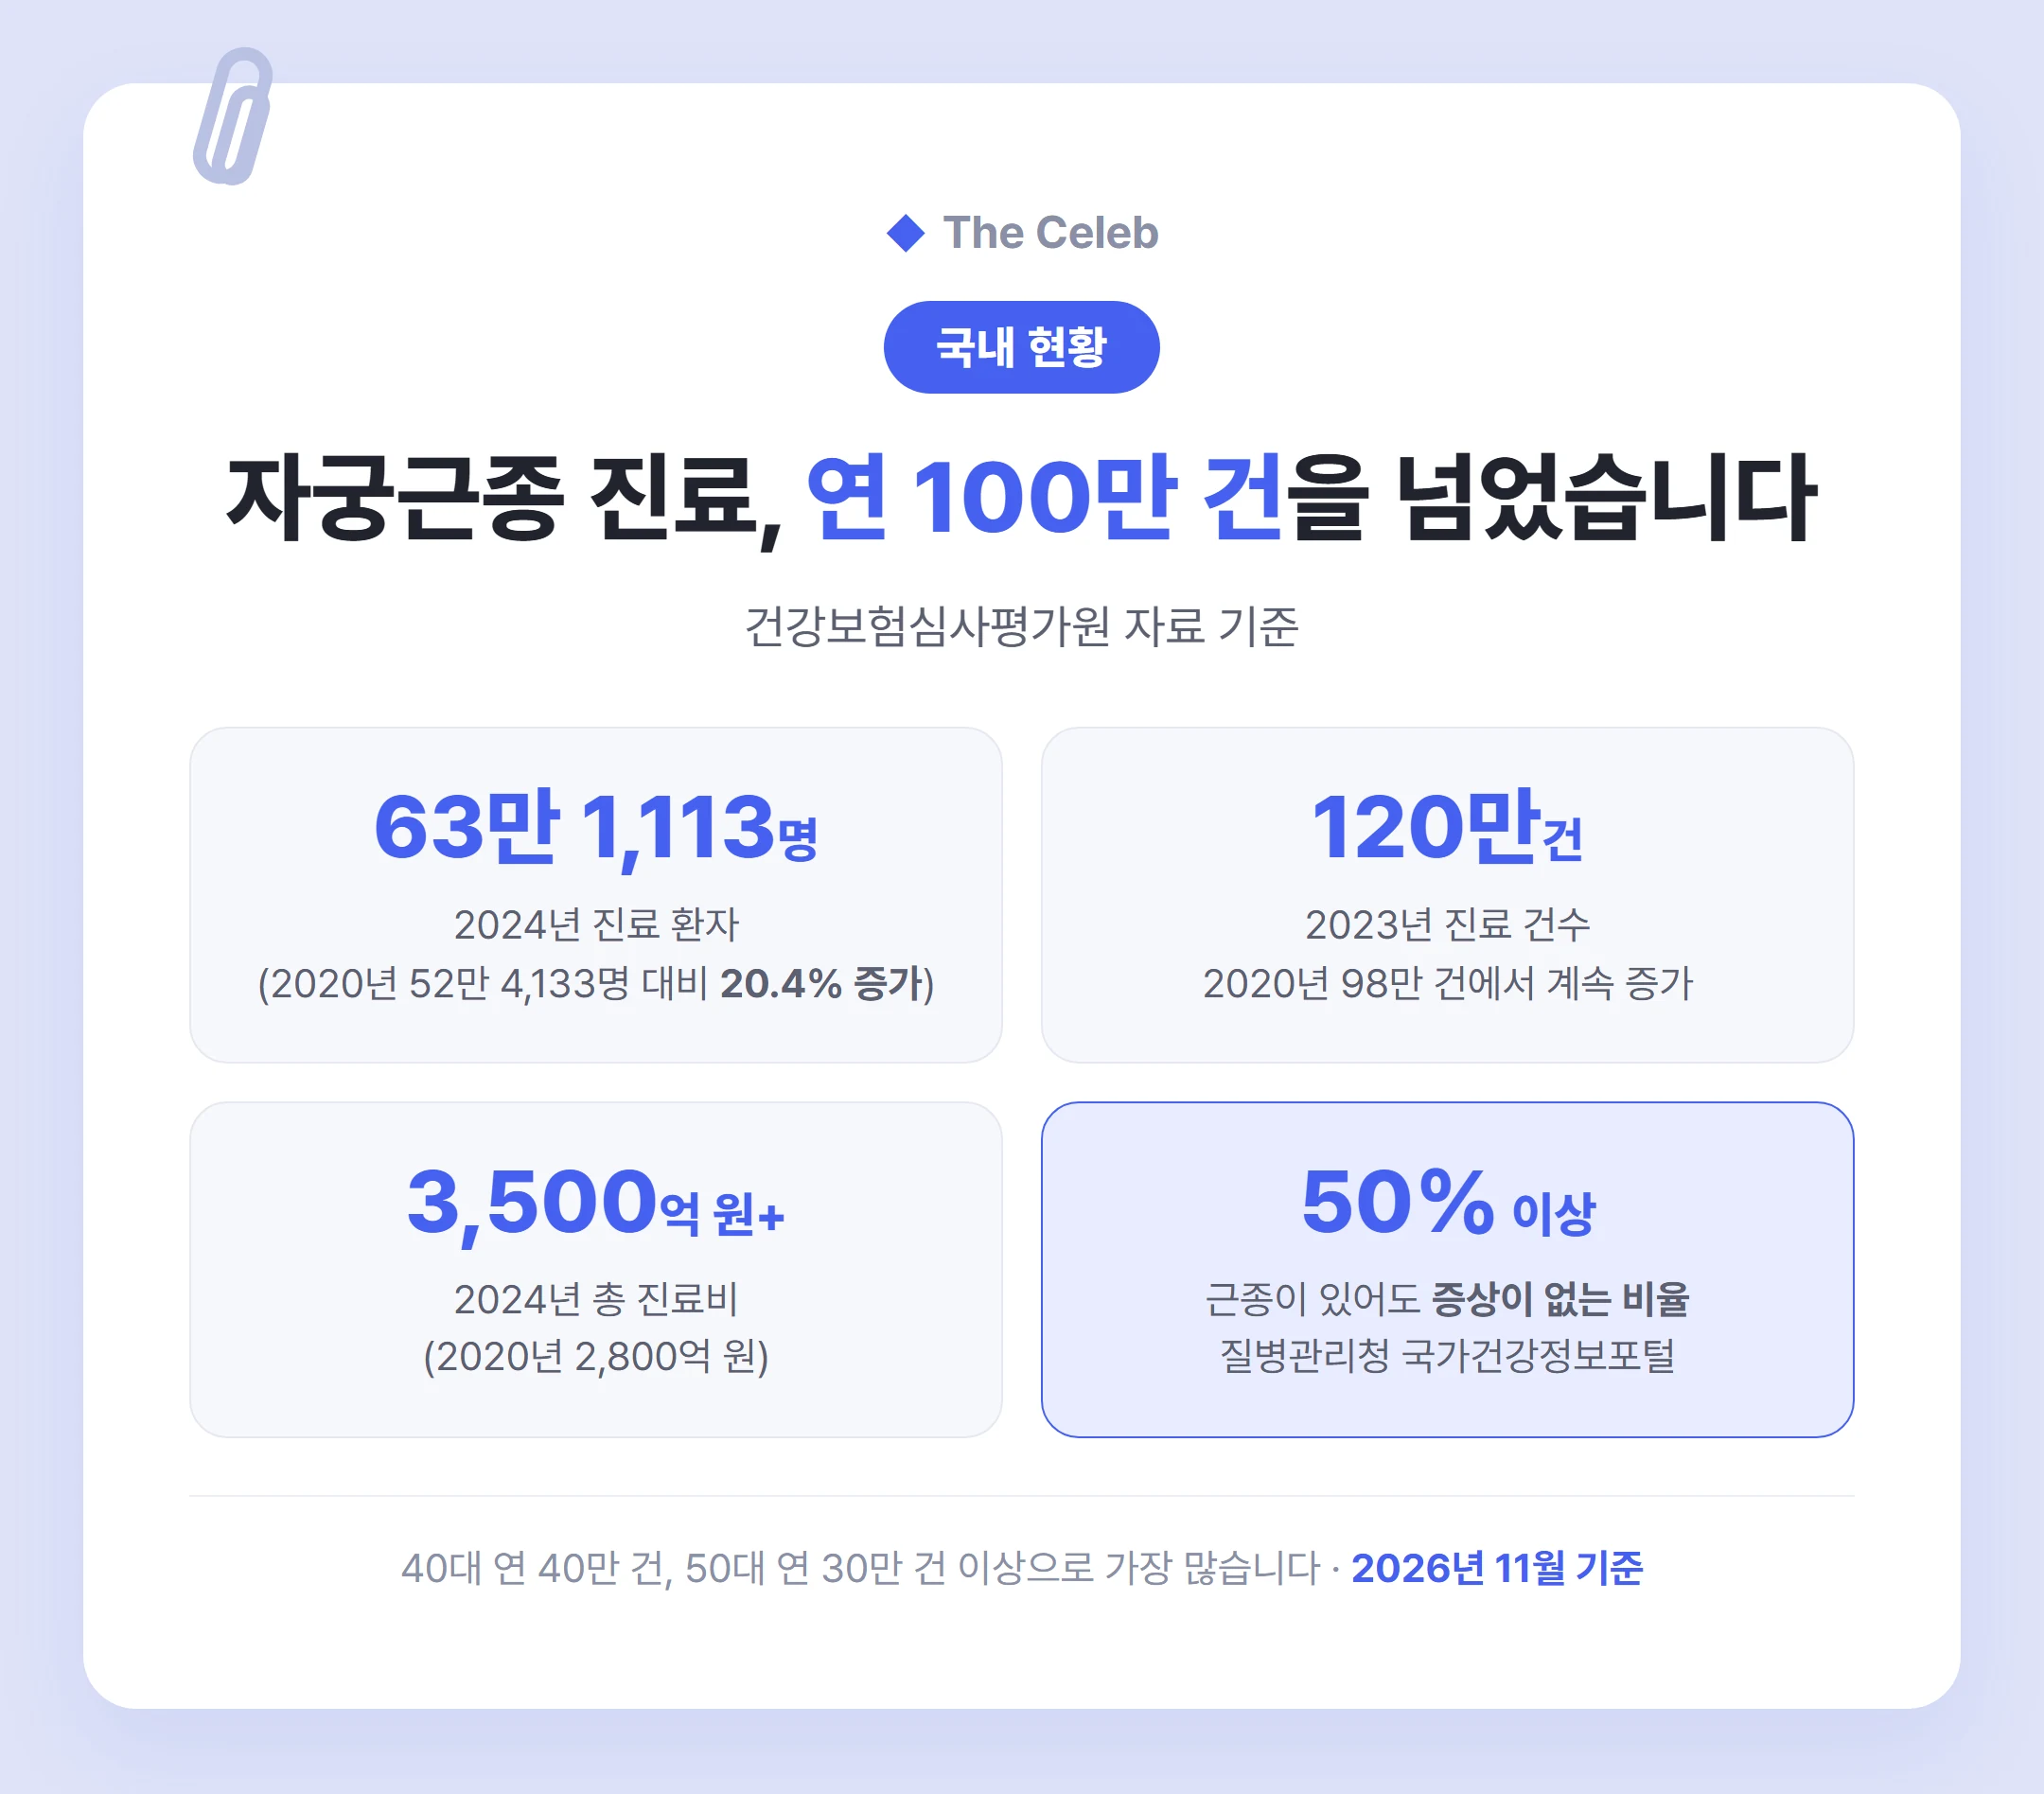 The Celeb
국내 현황
자궁근종 진료, 연 100만 건을 넘었습니다
건강보험심사평가원 자료 기준
63만 1,113명
2024년 진료 환자
(2020년 52만 4,133명 대비 20.4% 증가)
120만건
2023년 진료 건수
2020년 98만 건에서 계속 증가
3,500억 원+
2024년 총 진료비
(2020년 2,800억 원)
50% 이상
근종이 있어도 증상이 없는 비율
질병관리청 국가건강정보포털
40대 연 40만 건, 50대 연 30만 건 이상으로 가장 많습니다 · 2026년 11월 기준